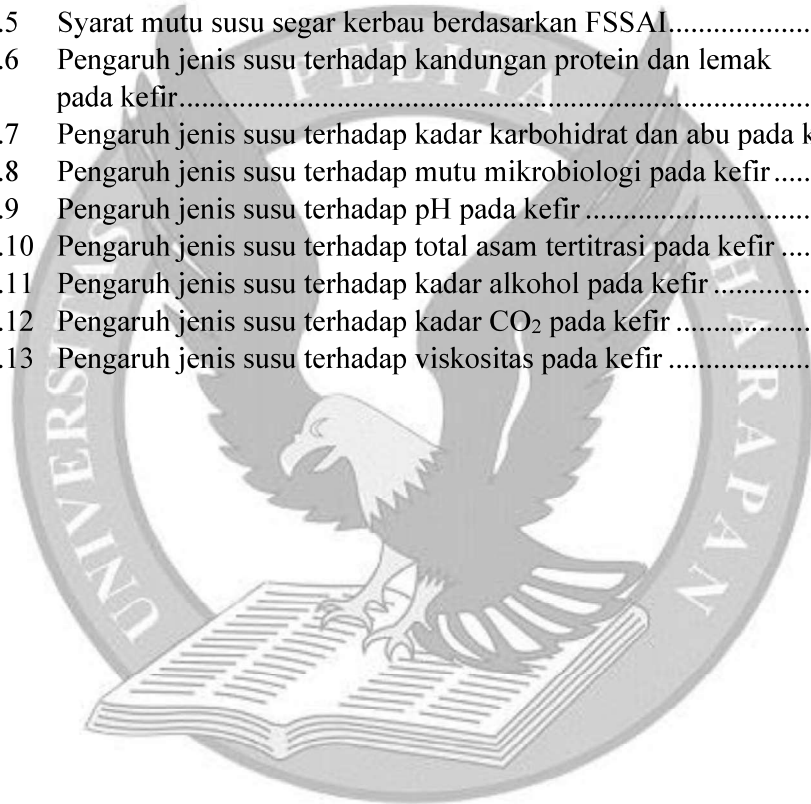 .5 Syarat mutu susu segar kerbau berdasarkan FSSAI....................
.6 Pengaruh jenis susu terhadap kandungan protein dan lemak
pada kefir....................................................................................
.7 Pengaruh jenis susu terhadap kadar karbohidrat dan abu pada k
.8 Pengaruh jenis susu terhadap mutu mikrobiologi pada kefir.....
.9 Pengaruh jenis susu terhadap pH pada kefir..............................
.10 Pengaruh jenis susu terhadap total asam tertitrasi pada kefir....
.11 Pengaruh jenis susu terhadap kadar alkohol pada kefir.............
.12 Pengaruh jenis susu terhadap kadar CO₂ pada kefir..................
.13 Pengaruh jenis susu terhadap viskositas pada kefir...................
UNIVERSITAS PELITA HARAPAN